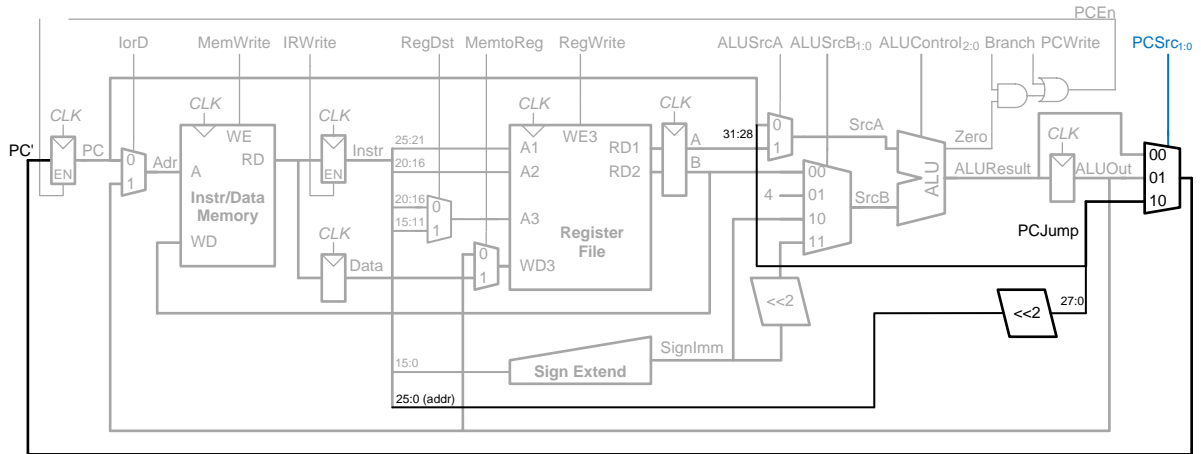 PCEn
IorD MemWrite IRWrite RegDst MemtoReg RegWrite ALUSrcA ALUSrcB1:0 ALUControl2:0 Branch PCWrite PCSrc1:0
CLK CLK CLK CLK CLK CLK
PC' PC EN
0
1
Adr
WE
A RD
Instr/Data
Memory
WD
EN
Instr
CLK
Data
25:21
20:16
20:16
15:11
0
1
0
1
WE3
A1 RD1
A2 RD2
A3
Register
File
WD3
A
B
31:28
0
1
SrcA
4
00
01
10
11
SrcB
ALU
Zero
ALUResult
ALUOut
00
01
10
PCJump
<<2
<<2
27:0
SignImm
15:0
Sign Extend
25:0 (addr)